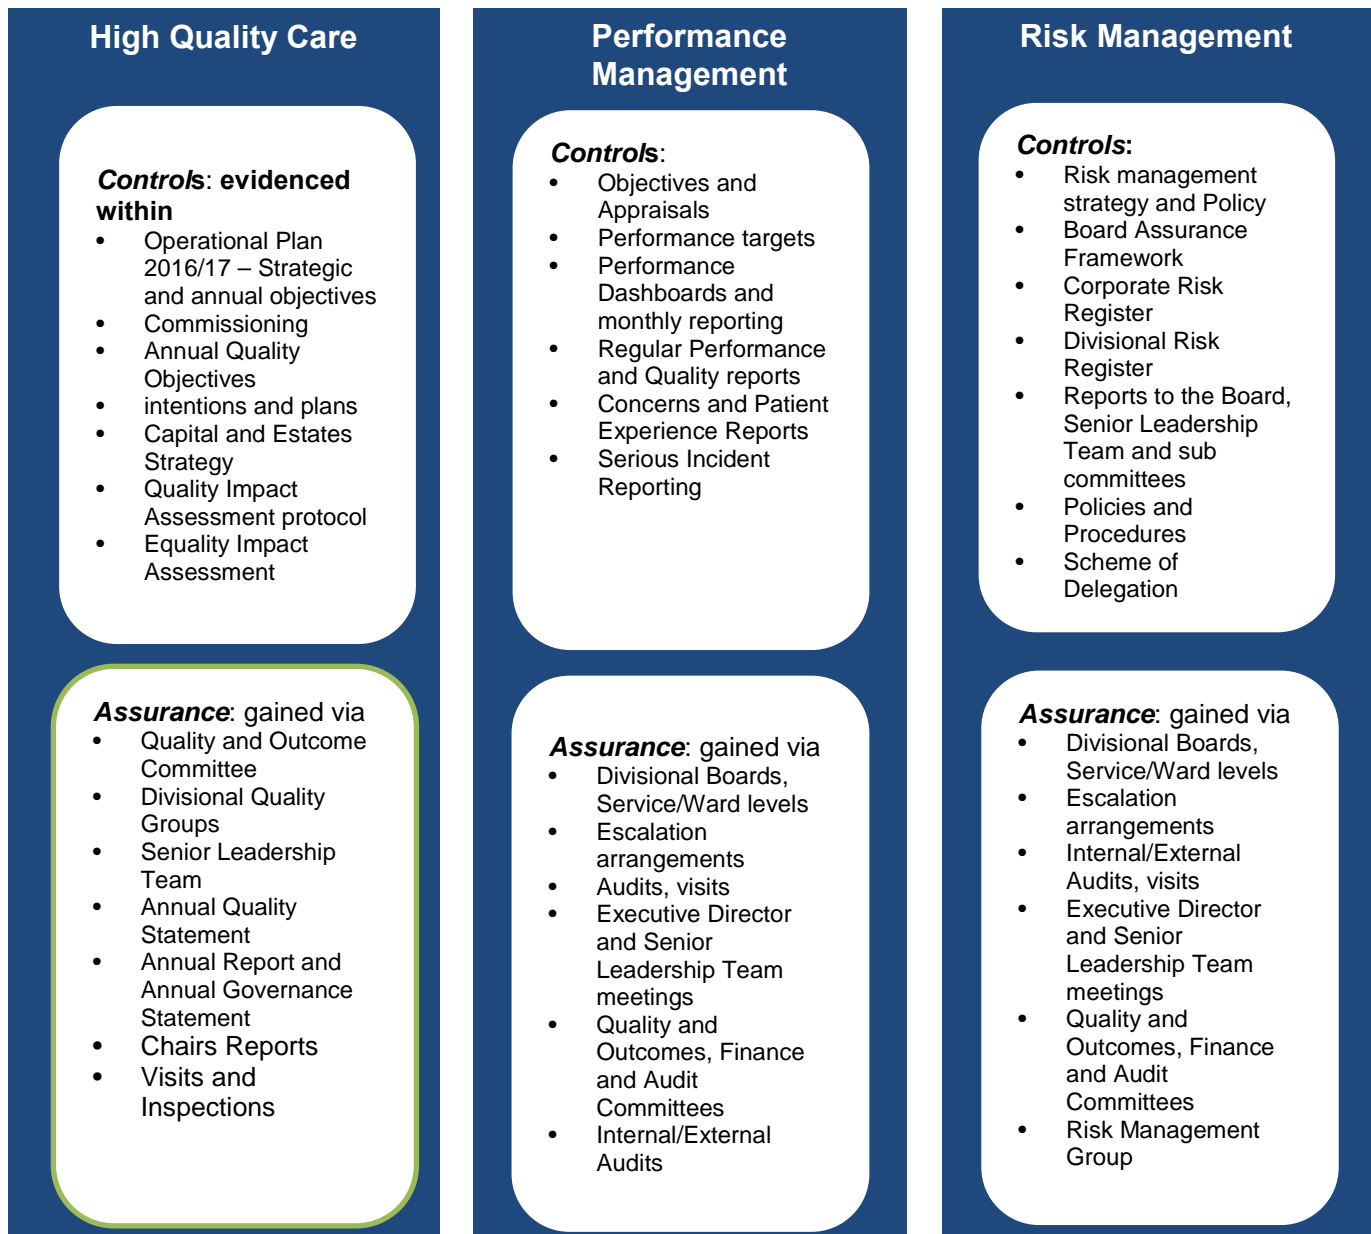 High Quality Care
Controls: evidenced
within
• Operational Plan
2016/17 – Strategic
and annual objectives
• Commissioning
• Annual Quality
Objectives
• intentions and plans
• Capital and Estates
Strategy
• Quality Impact
Assessment protocol
• Equality Impact
Assessment
Assurance: gained via
• Quality and Outcome
Committee
• Divisional Quality
Groups
• Senior Leadership
Team
• Annual Quality
Statement
• Annual Report and
Annual Governance
Statement
• Chairs Reports
• Visits and
Inspections
Performance
Management
Controls:
• Objectives and
Appraisals
• Performance targets
• Performance
Dashboards and
monthly reporting
• Regular Performance
and Quality reports
• Concerns and Patient
Experience Reports
• Serious Incident
Reporting
Assurance: gained via
• Divisional Boards,
Service/Ward levels
• Escalation
arrangements
• Audits, visits
• Executive Director
and Senior
Leadership Team
meetings
• Quality and
Outcomes, Finance
and Audit
Committees
• Internal/External
Audits
Risk Management
Controls:
• Risk management
strategy and Policy
• Board Assurance
Framework
• Corporate Risk
Register
• Divisional Risk
Register
• Reports to the Board,
Senior Leadership
Team and sub
committees
• Policies and
Procedures
• Scheme of
Delegation
Assurance: gained via
• Divisional Boards,
Service/Ward levels
• Escalation
arrangements
• Internal/External
Audits, visits
• Executive Director
and Senior
Leadership Team
meetings
• Quality and
Outcomes, Finance
and Audit
Committees
• Risk Management
Group